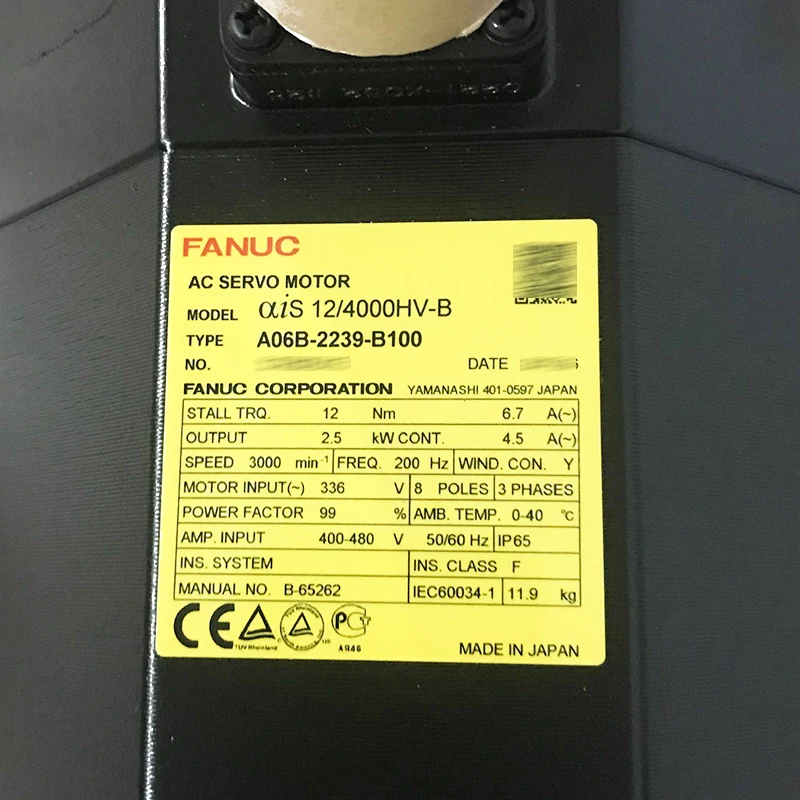 FANUC
AC SERVO MOTOR
MODEL αiS 12/4000HV-B
TYPE A06B-2239-B100
NO. DATE
FANUC CORPORATION YAMANASHI 401-0597 JAPAN
STALL TRQ. 12 Nm 6.7 A(~)
OUTPUT 2.5 kW CONT. 4.5 A(~)
SPEED 3000 min⁻¹ FREQ. 200 Hz WIND. CON. Y
MOTOR INPUT(~) 336 V 8 POLES 3 PHASES
POWER FACTOR 99 % AMB. TEMP. 0-40 ℃
AMP. INPUT 400-480 V 50/60 Hz IP65
INS. SYSTEM INS. CLASS F
MANUAL NO. B-65262 IEC60034-1 11.9 kg
CE
TUV Rheinland
АЯ46
MADE IN JAPAN